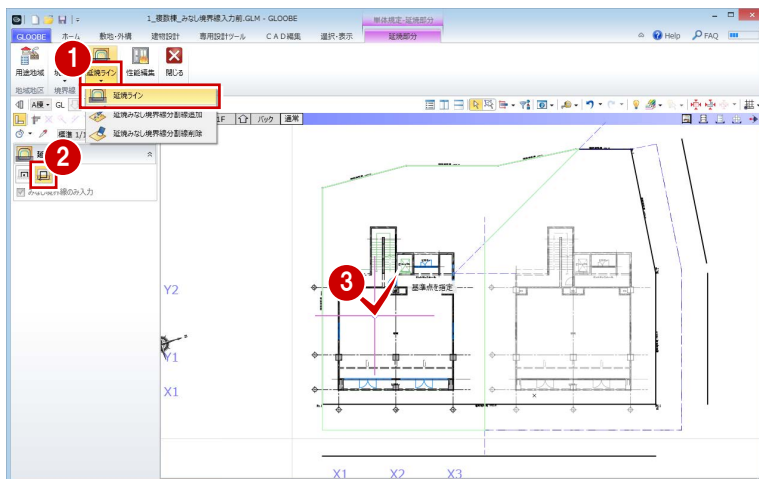 1_複数棟_みなし境界線入力前.GLM - GLOOBE
単体規定-延焼部分
GLOOBE ホーム 敷地・外構 建物設計 専用設計ツール CAD編集 選択・表示 延焼部分
Help FAQ
1
用途地域 延焼ライン 性能編集 閉じる
地域地区 境界線
延焼ライン
延焼みなし境界線分割線追加
延焼みなし境界線分割線削除
GL 1F バック 通常
標準 1/1
2
みなし境界線のみ入力
3
基準点を指定
Y2
Y1
X1
X1 X2 X3